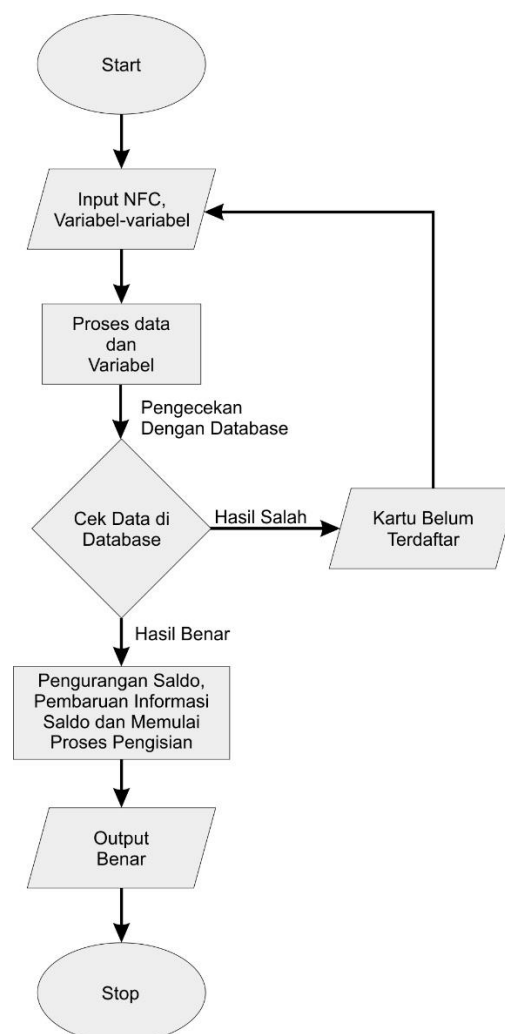 Start
Input NFC,
Variabel-variabel
Proses data
dan
Variabel
Pengecekan
Dengan Database
Cek Data di
Database
Hasil Salah
Kartu Belum
Terdaftar
Hasil Benar
Pengurangan Saldo,
Pembaruan Informasi
Saldo dan Memulai
Proses Pengisian
Output
Benar
Stop